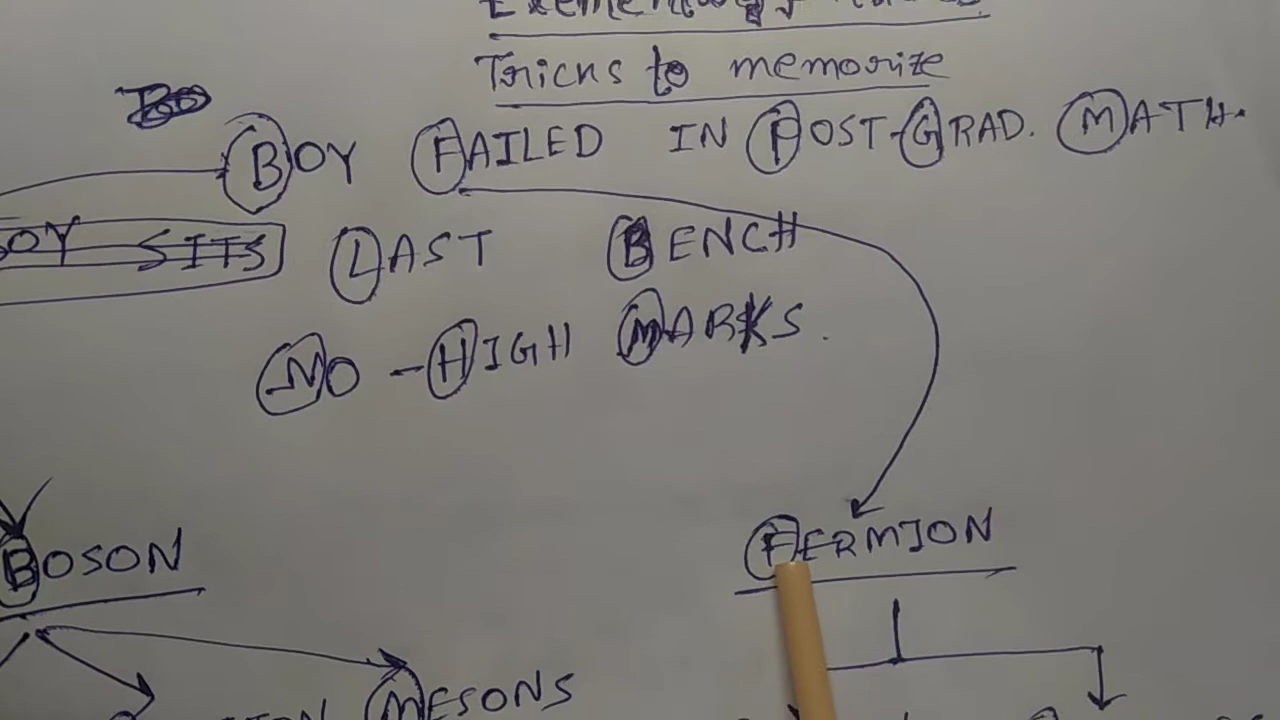 Tricks to memorize
BOY FAILED IN POST-GRAD. MATH.
SITS LAST BENCH
NO - HIGH MARKS.
BOSON FERMION
MESONS